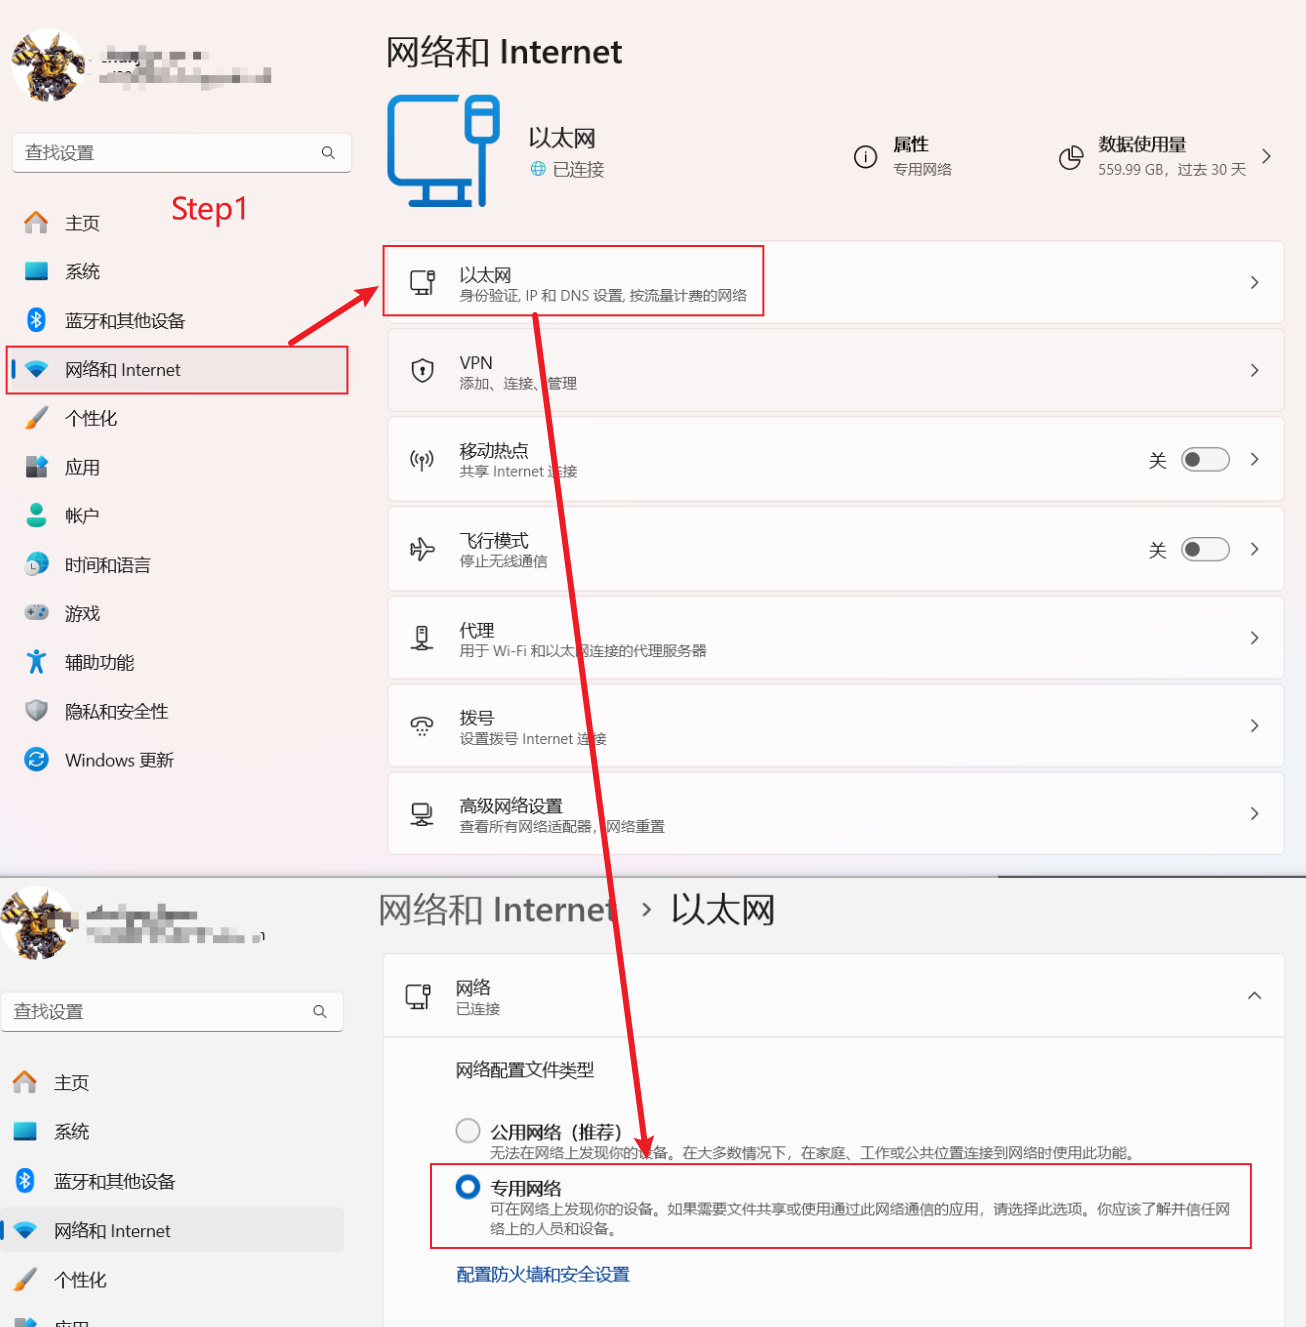 网络和 Internet
以太网
已连接
属性
专用网络
数据使用量
559.99 GB，过去 30 天
查找设置
Step1
主页
系统
蓝牙和其他设备
网络和 Internet
个性化
应用
帐户
时间和语言
游戏
辅助功能
隐私和安全性
Windows 更新
以太网
身份验证, IP 和 DNS 设置, 按流量计费的网络
VPN
添加、连接、管理
移动热点
共享 Internet 连接
关
飞行模式
停止无线通信
关
代理
用于 Wi-Fi 和以太网连接的代理服务器
拨号
设置拨号 Internet 连接
高级网络设置
查看所有网络适配器，网络重置
网络和 Internet › 以太网
查找设置
主页
系统
蓝牙和其他设备
网络和 Internet
个性化
应用
网络
已连接
网络配置文件类型
公用网络（推荐）
无法在网络上发现你的设备。在大多数情况下，在家庭、工作或公共位置连接到网络时使用此功能。
专用网络
可在网络上发现你的设备。如果需要文件共享或使用通过此网络通信的应用，请选择此选项。你应该了解并信任网
络上的人员和设备。
配置防火墙和安全设置